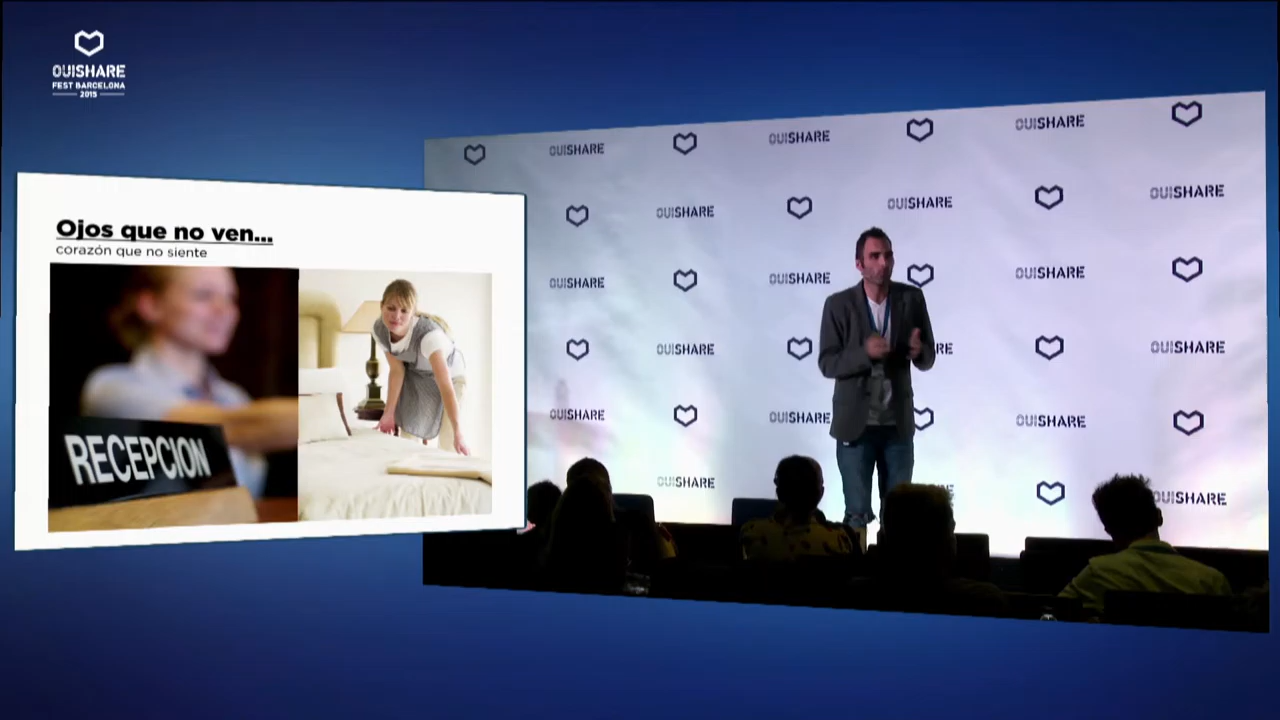 OUISHARE
FEST BARCELONA
2015
Ojos que no ven...
corazón que no siente
RECEPCION
OUISHARE OUISHARE OUISHARE
OUISHARE OUISHARE OUISHARE
OUISHARE OUISHARE OUISHARE
OUISHARE RE OUISHARE
OUISHARE OUISHARE OUISHARE
OUISHARE OUISHARE